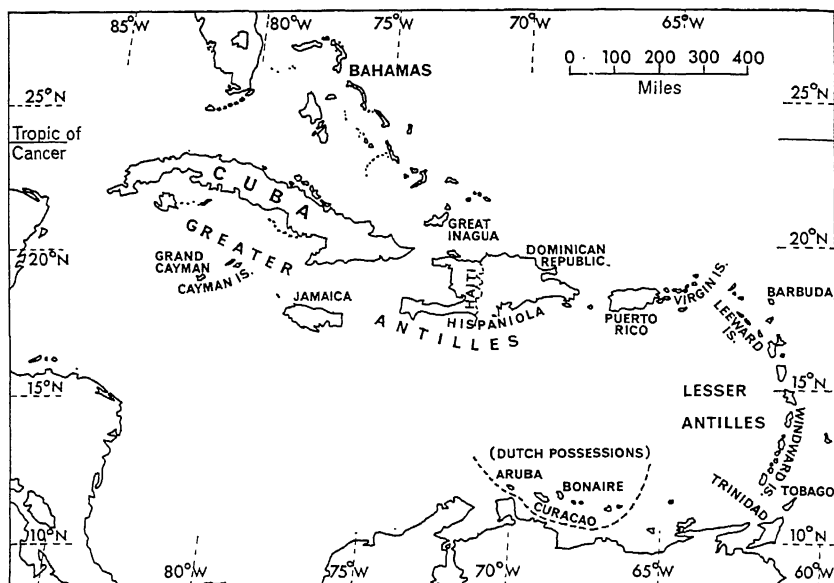 85°W 80°W 75°W 70°W 65°W
0 100 200 300 400
Miles
BAHAMAS
25°N 25°N
Tropic of
Cancer
CUBA
GREAT
INAGUA
20°N 20°N
GREATER
GRAND
CAYMAN
CAYMAN IS.
DOMINICAN
REPUBLIC
HAITI
VIRGIN IS.
BARBUDA
JAMAICA
HISPANIOLA
PUERTO
RICO
LEEWARD
IS.
ANTILLES
15°N 15°N
LESSER
ANTILLES
WINDWARD
IS.
(DUTCH POSSESSIONS)
ARUBA
BONAIRE
CURACAO
TRINIDAD
TOBAGO
10°N 10°N
80°W 75°W 70°W 65°W 60°W